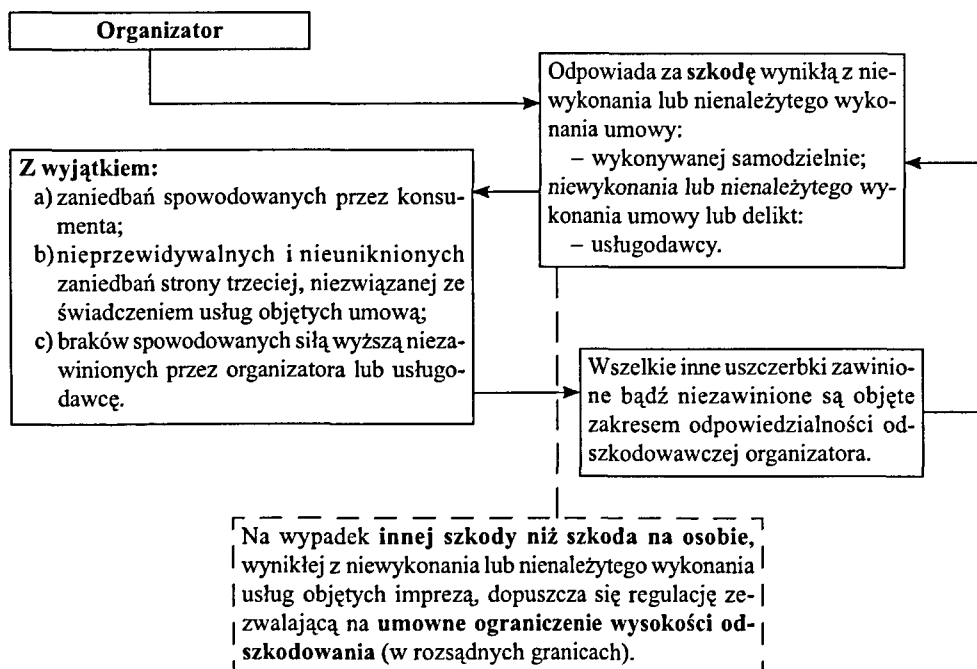 Organizator
Odpowiada za szkodę wynikłą z nie-
wykonania lub nienależytego wyko-
nania umowy:
– wykonywanej samodzielnie;
niewykonania lub nienależytego wy-
konania umowy lub delikt:
– usługodawcy.
Z wyjątkiem:
a) zaniedbań spowodowanych przez konsu-
menta;
b) nieprzewidywalnych i nieuniknionych
zaniedbań strony trzeciej, niezwiązanej ze
świadczeniem usług objętych umową;
c) braków spowodowanych siłą wyższą nieza-
winionych przez organizatora lub usługo-
dawcę.
Wszelkie inne uszczerbki zawinio-
ne bądź niezawinione są objęte
zakresem odpowiedzialności od-
szkodowawczej organizatora.
Na wypadek innej szkody niż szkoda na osobie,
wynikłej z niewykonania lub nienależytego wykonania
usług objętych imprezą, dopuszcza się regulację ze-
zwalającą na umowne ograniczenie wysokości od-
szkodowania (w rozsądnych granicach).